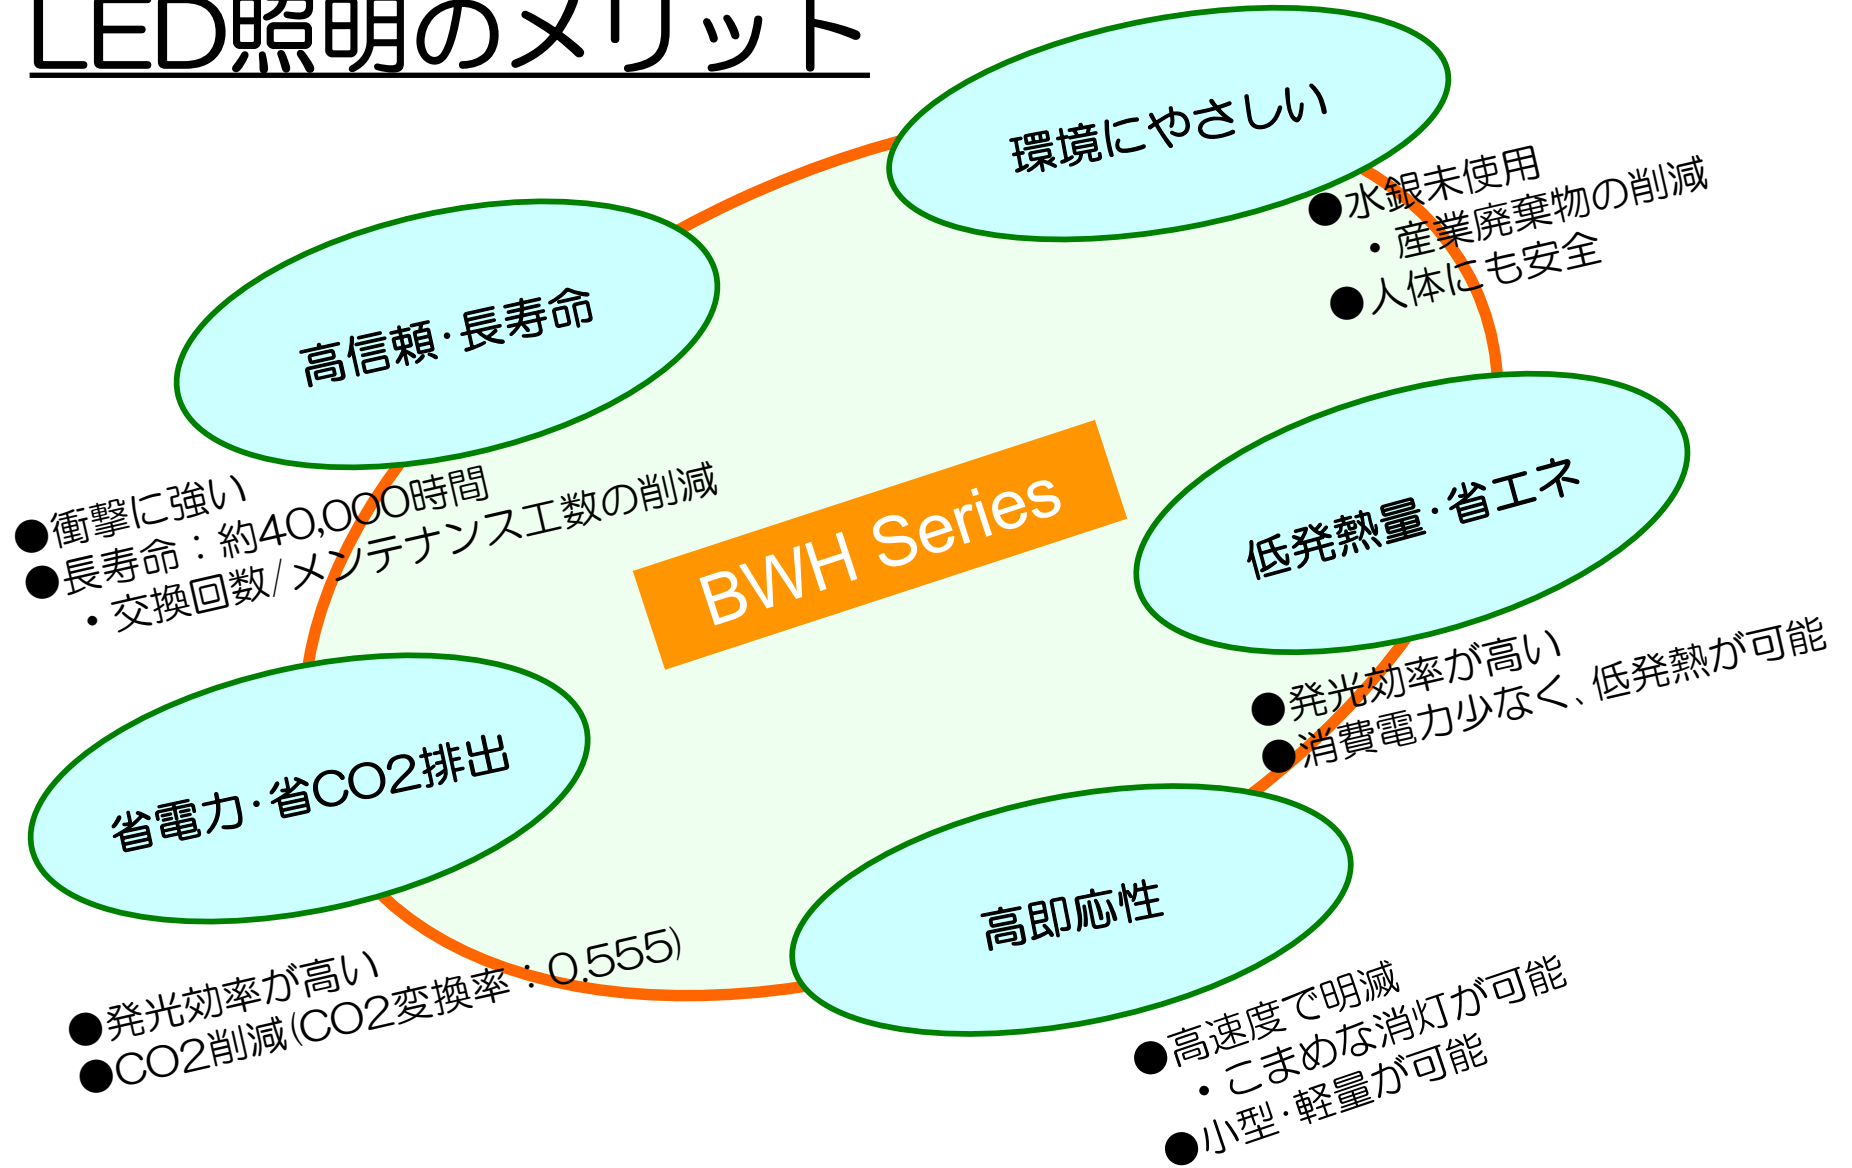 LED照明のメリット
環境にやさしい
●水銀未使用
・産業廃棄物の削減
●人体にも安全
高信頼･長寿命
●衝撃に強い
●長寿命：約40,000時間
・交換回数/メンテナンス工数の削減
BWH Series
低発熱量･省エネ
●発光効率が高い
●消費電力少なく､低発熱が可能
省電力･省CO2排出
●発光効率が高い
●CO2削減(CO2変換率：0.555)
高即応性
●高速度で明滅
・こまめな消灯が可能
●小型･軽量が可能